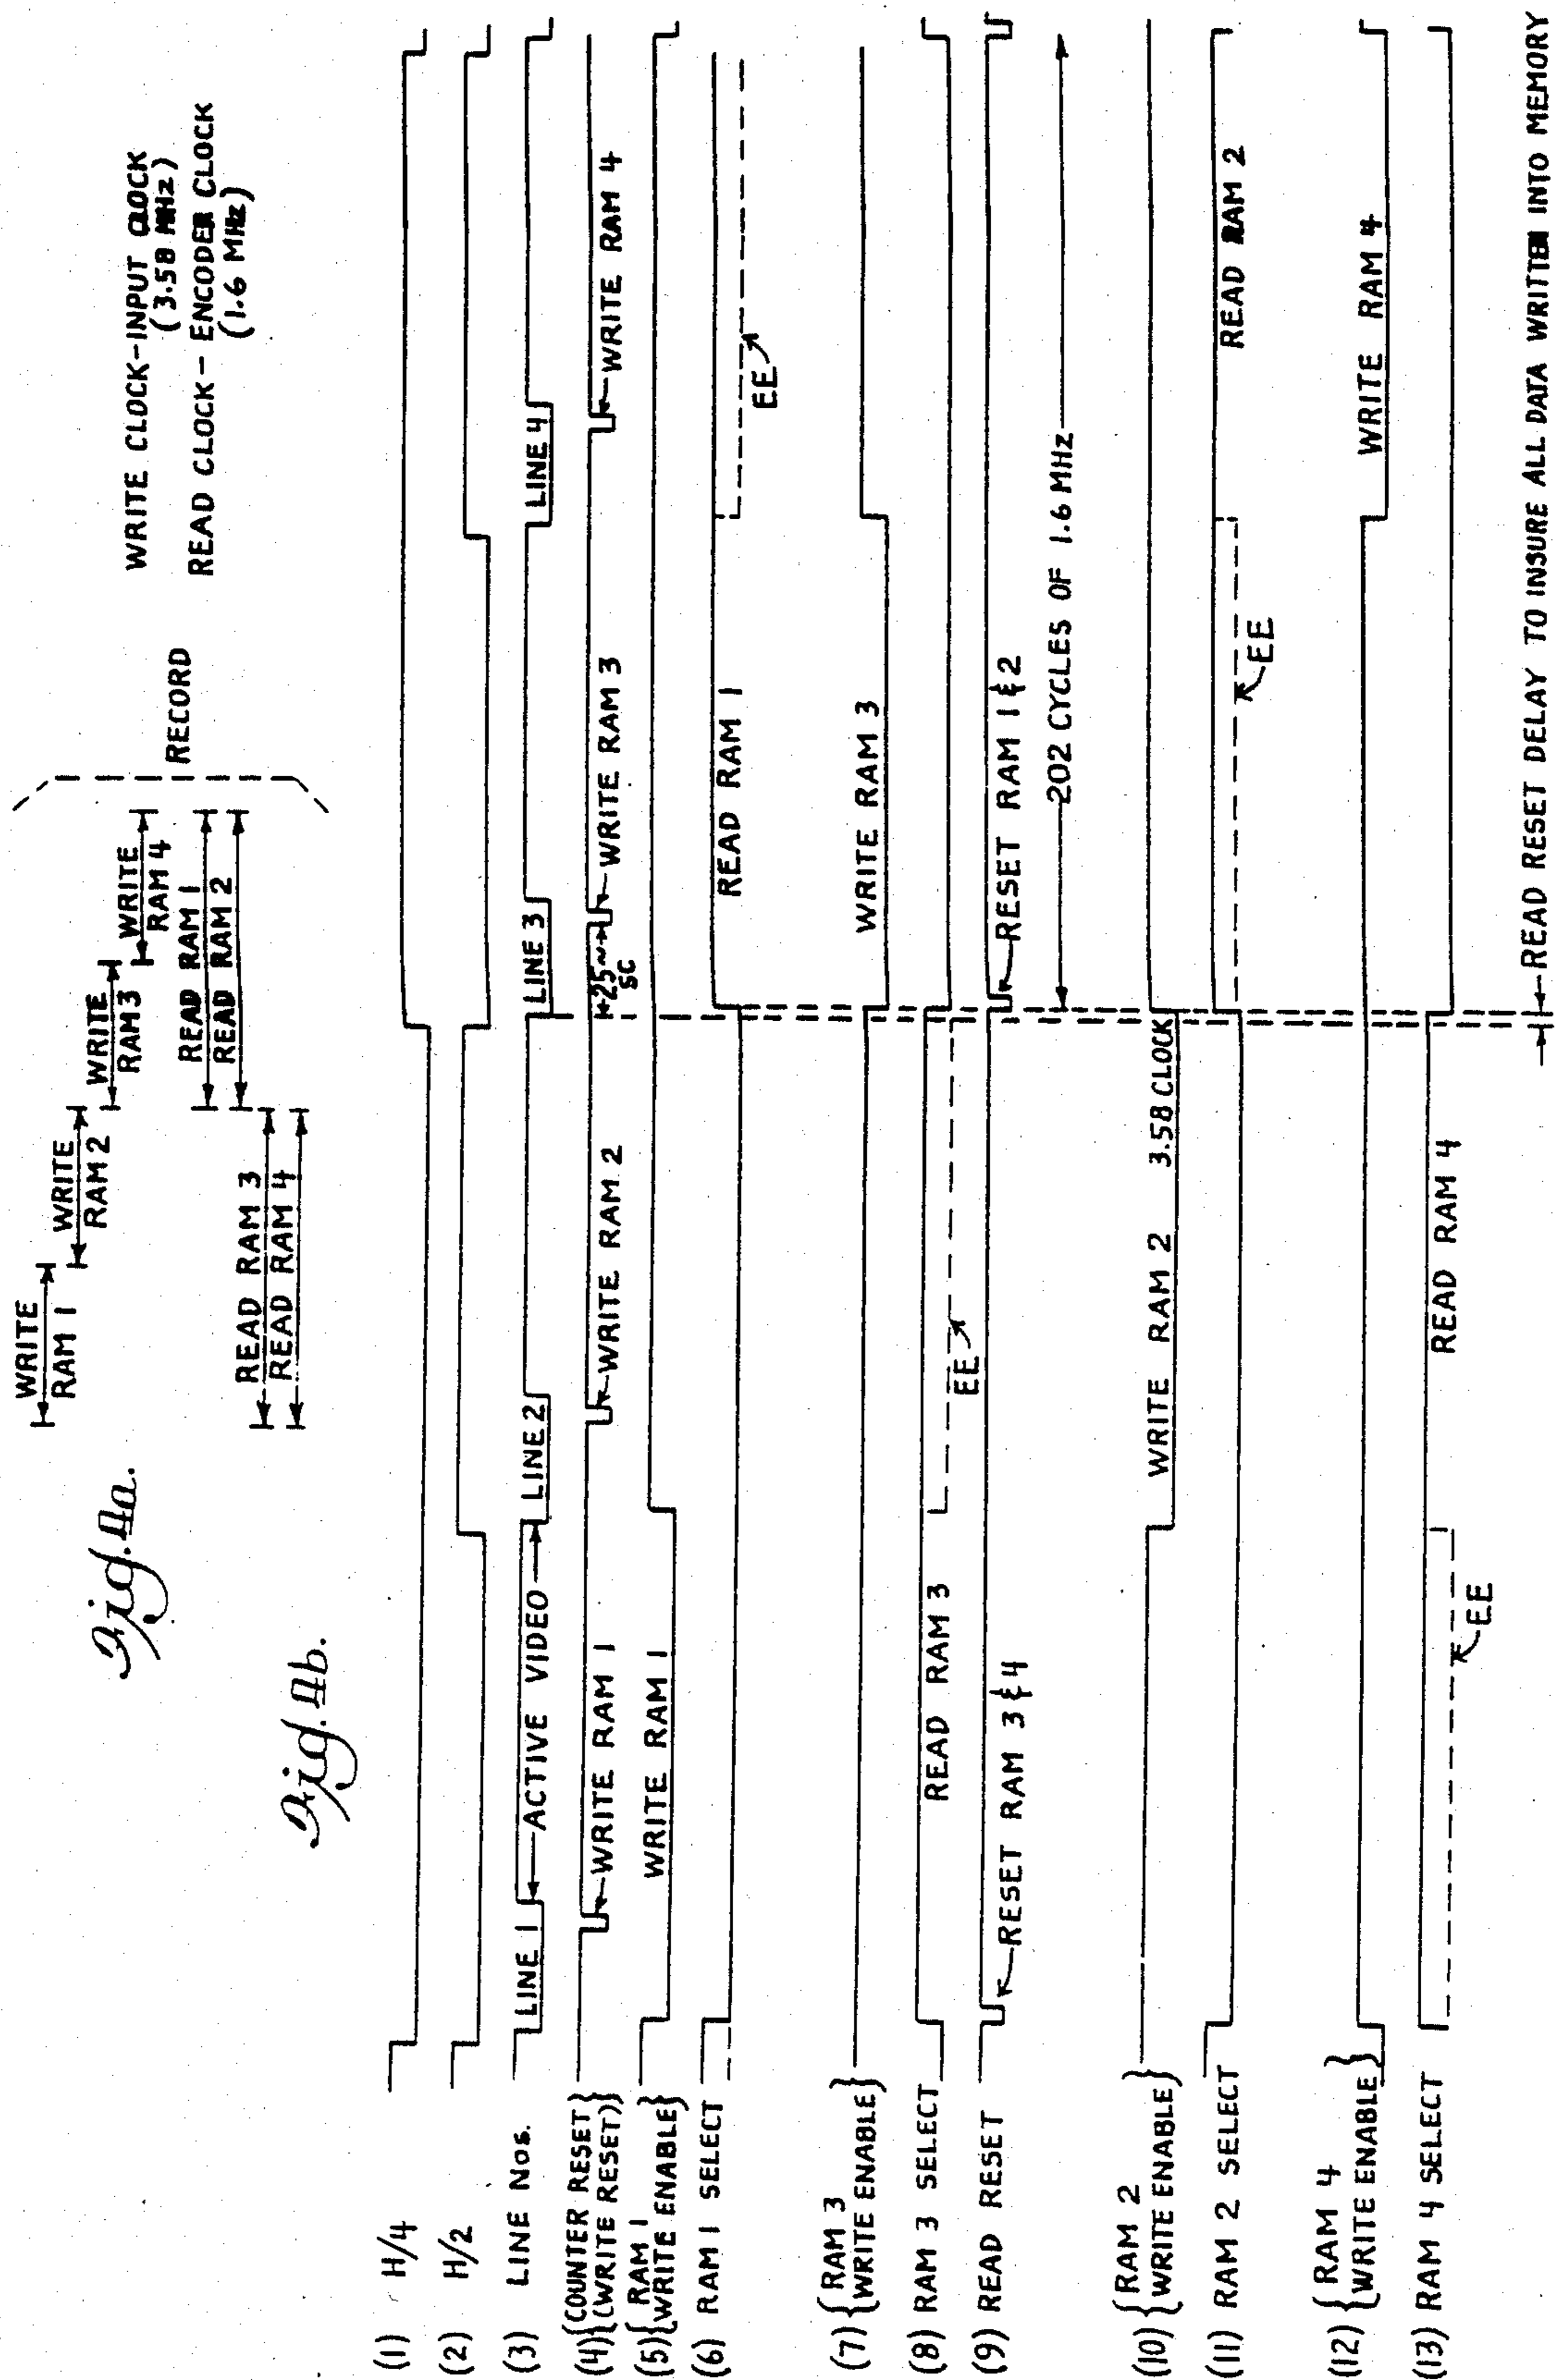 Fig. 4a.
WRITE
RAM 1
WRITE
RAM 2
WRITE
RAM 3
WRITE
RAM 4
READ RAM 1
READ RAM 2
READ RAM 3
READ RAM 4
RECORD
WRITE CLOCK-INPUT CLOCK
(3.58 MHz)
READ CLOCK-ENCODER CLOCK
(1.6 MHz)
Fig. 4b.
(1) H/4
(2) H/2
(3) LINE Nos.
LINE 1
ACTIVE VIDEO
LINE 2
LINE 3
LINE 4
(4) {COUNTER RESET}
{(WRITE RESET)}
WRITE RAM 1
WRITE RAM 2
25~
SC
WRITE RAM 3
WRITE RAM 4
(5) {RAM 1
WRITE ENABLE}
WRITE RAM 1
(6) RAM 1 SELECT
READ RAM 1
EE
(7) {RAM 3
WRITE ENABLE}
WRITE RAM 3
(8) RAM 3 SELECT
READ RAM 3
EE
(9) READ RESET
RESET RAM 3 & 4
RESET RAM 1 & 2
202 CYCLES OF 1.6 MHz
(10) {RAM 2
WRITE ENABLE}
WRITE RAM 2 3.58 CLOCK
(11) RAM 2 SELECT
EE
READ RAM 2
(12) {RAM 4
WRITE ENABLE}
WRITE RAM 4
(13) RAM 4 SELECT
EE
READ RAM 4
READ RESET DELAY TO INSURE ALL DATA WRITTEN INTO MEMORY